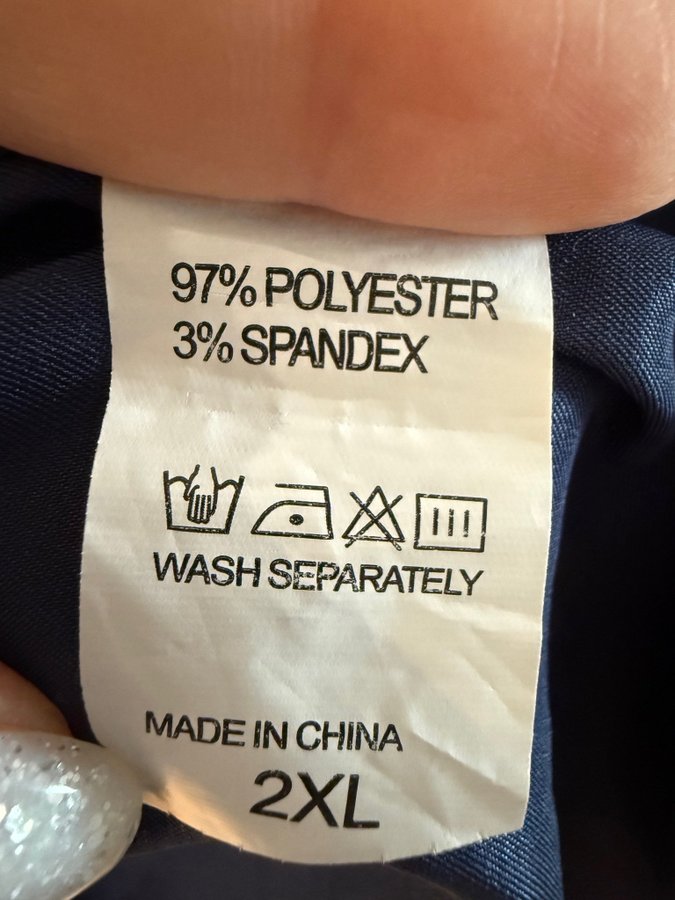 97% POLYESTER
3% SPANDEX
WASH SEPARATELY
MADE IN CHINA
2XL